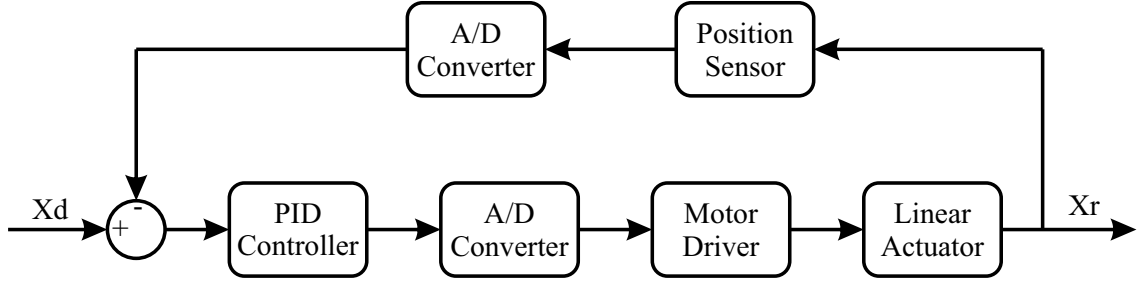 A/D
Converter
Position
Sensor
Xd
+
-
PID
Controller
A/D
Converter
Motor
Driver
Linear
Actuator
Xr